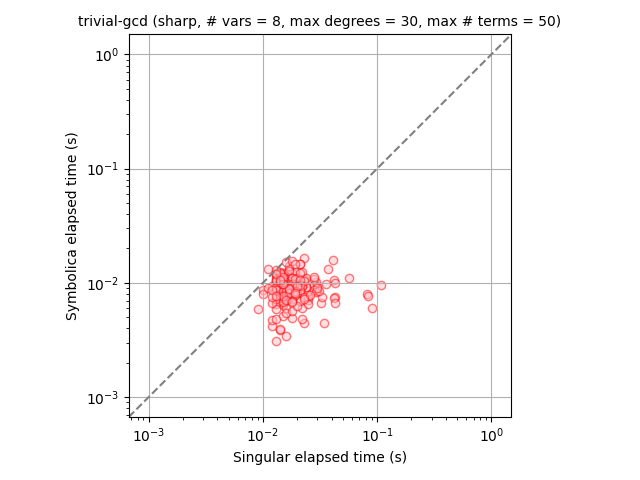 trivial-gcd (sharp, # vars = 8, max degrees = 30, max # terms = 50)
Symbolica elapsed time (s)
10⁰
10⁻¹
10⁻²
10⁻³
10⁻³ 10⁻² 10⁻¹ 10⁰
Singular elapsed time (s)